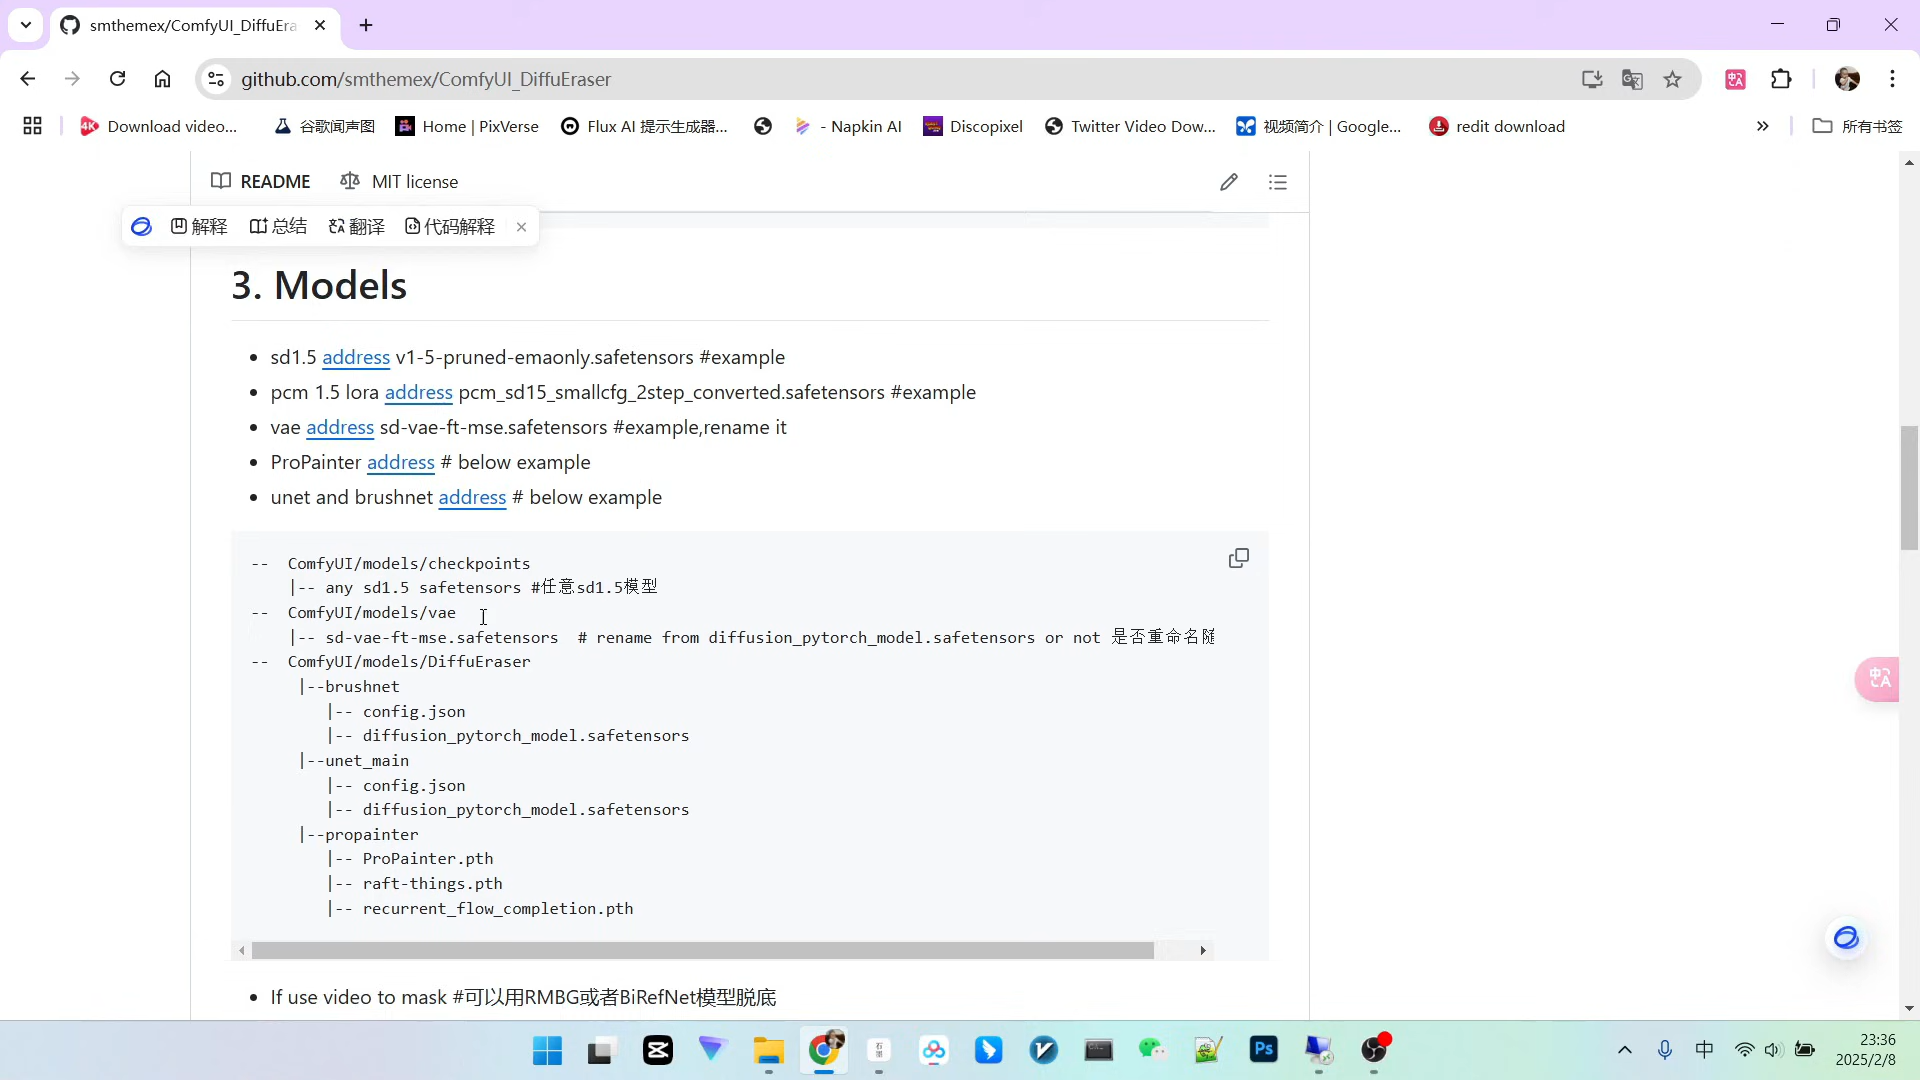 smthemex/ComfyUI_DiffuEra
github.com/smthemex/ComfyUI_DiffuEraser
Download video...
谷歌闻声图
Home | PixVerse
Flux AI 提示生成器...
- Napkin AI
Discopixel
Twitter Video Dow...
视频简介 | Google...
redit download
所有书签
README
MIT license
解释
总结
翻译
代码解释
3. Models
sd1.5 address v1-5-pruned-emaonly.safetensors #example
pcm 1.5 lora address pcm_sd15_smallcfg_2step_converted.safetensors #example
vae address sd-vae-ft-mse.safetensors #example,rename it
ProPainter address # below example
unet and brushnet address # below example
--  ComfyUI/models/checkpoints
|-- any sd1.5 safetensors #任意sd1.5模型
--  ComfyUI/models/vae
|-- sd-vae-ft-mse.safetensors  # rename from diffusion_pytorch_model.safetensors or not 是否重命名随
--  ComfyUI/models/DiffuEraser
|--brushnet
|-- config.json
|-- diffusion_pytorch_model.safetensors
|--unet_main
|-- config.json
|-- diffusion_pytorch_model.safetensors
|--propainter
|-- ProPainter.pth
|-- raft-things.pth
|-- recurrent_flow_completion.pth
If use video to mask #可以用RMBG或者BiRefNet模型脱底
中
23:36
2025/2/8